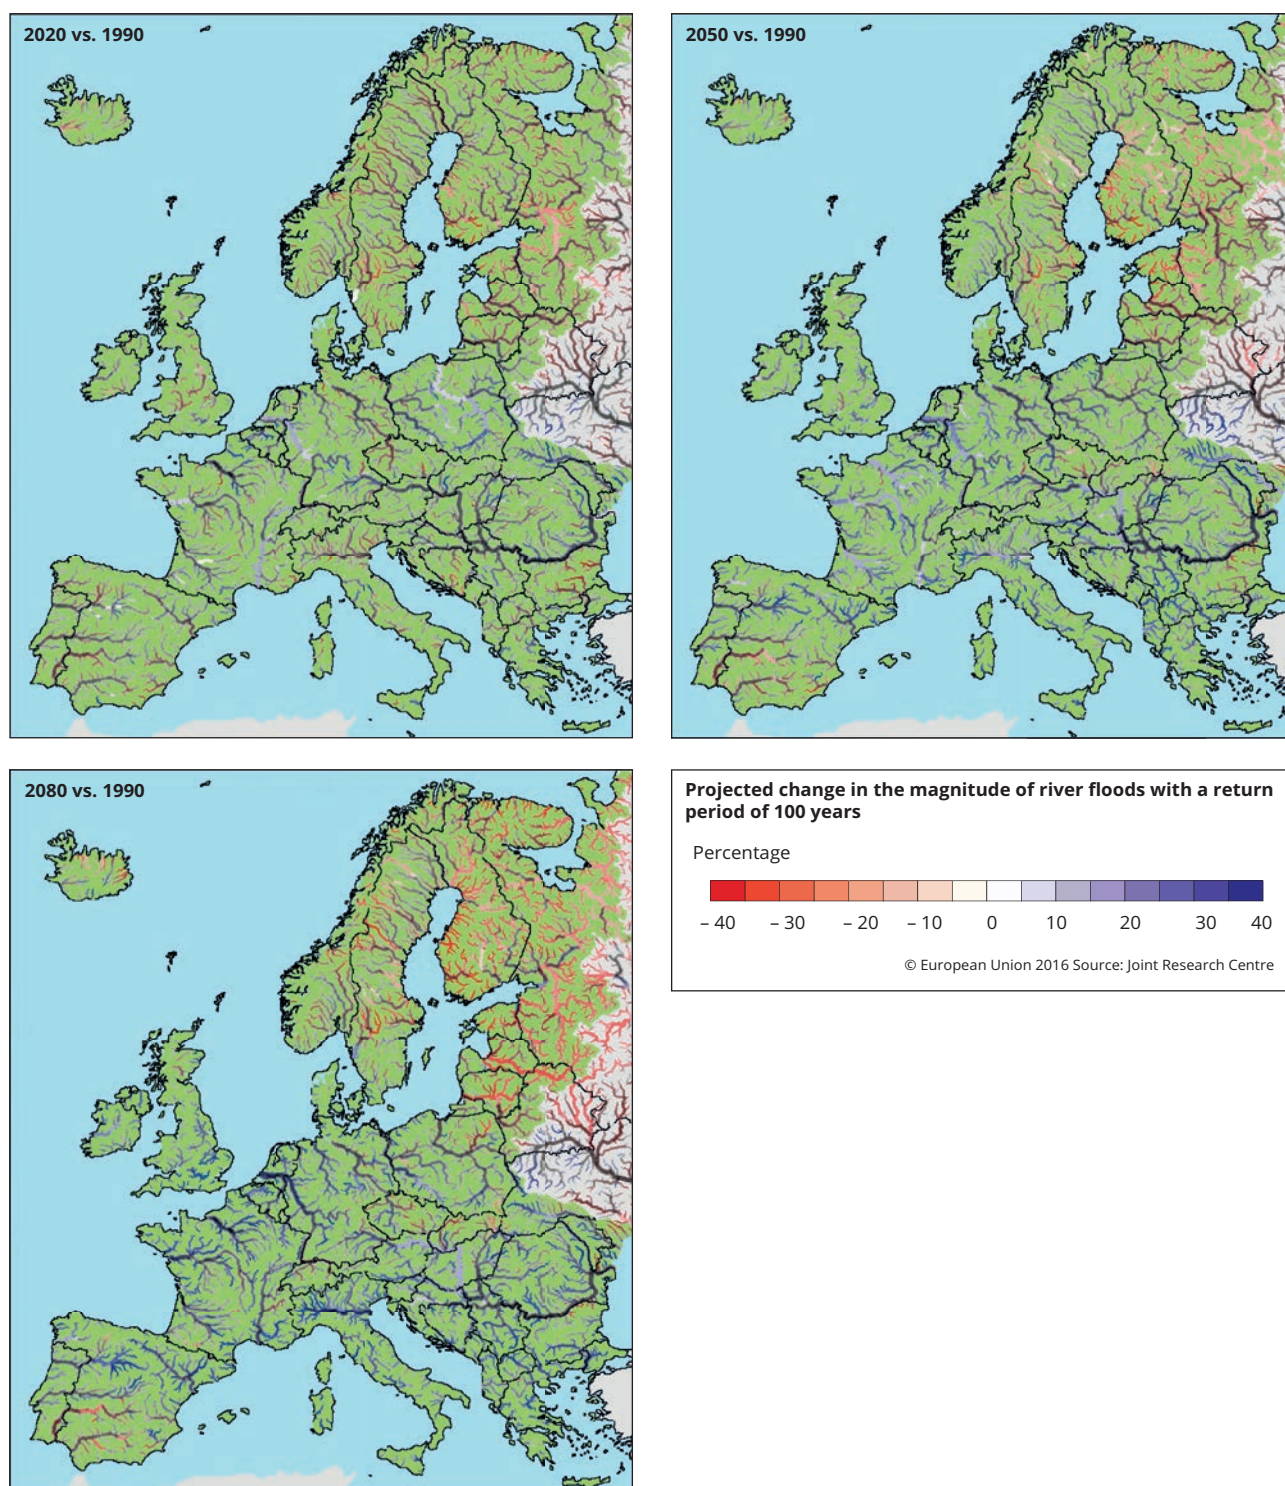 2020 vs. 1990
2050 vs. 1990
2080 vs. 1990
Projected change in the magnitude of river floods with a return
period of 100 years
Percentage
– 40 – 30 – 20 – 10 0 10 20 30 40
© European Union 2016 Source: Joint Research Centre